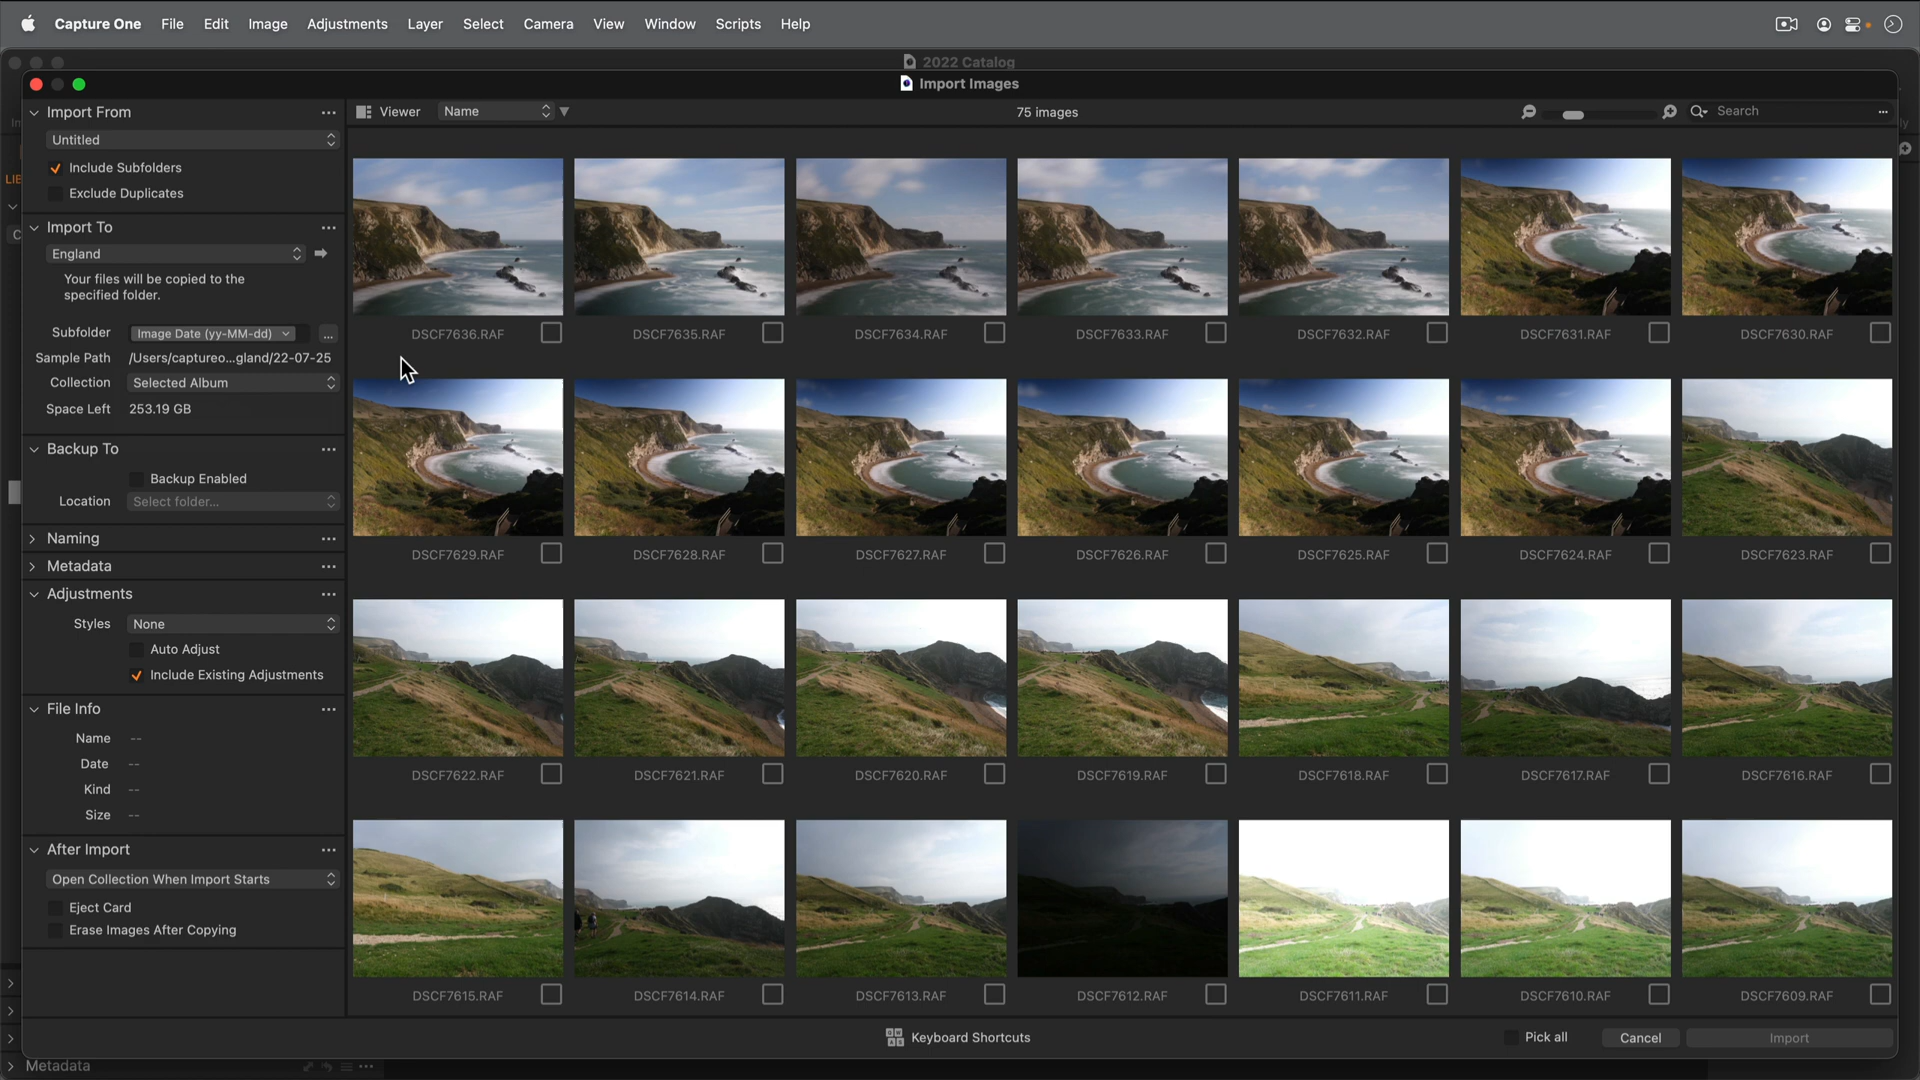 Capture One File Edit Image Adjustments Layer Select Camera View Window Scripts Help
2022 Catalog
Import Images
Import From
Untitled
Include Subfolders
Exclude Duplicates
Import To
England
Your files will be copied to the
specified folder.
Subfolder Image Date (yy-MM-dd) ...
Sample Path /Users/captureo...gland/22-07-25
Collection Selected Album
Space Left 253.19 GB
Backup To
Backup Enabled
Location Select folder...
Naming
Metadata
Adjustments
Styles None
Auto Adjust
Include Existing Adjustments
File Info
Name --
Date --
Kind --
Size --
After Import
Open Collection When Import Starts
Eject Card
Erase Images After Copying
Viewer Name 75 images Search
DSCF7636.RAF DSCF7635.RAF DSCF7634.RAF DSCF7633.RAF DSCF7632.RAF DSCF7631.RAF DSCF7630.RAF
DSCF7629.RAF DSCF7628.RAF DSCF7627.RAF DSCF7626.RAF DSCF7625.RAF DSCF7624.RAF DSCF7623.RAF
DSCF7622.RAF DSCF7621.RAF DSCF7620.RAF DSCF7619.RAF DSCF7618.RAF DSCF7617.RAF DSCF7616.RAF
DSCF7615.RAF DSCF7614.RAF DSCF7613.RAF DSCF7612.RAF DSCF7611.RAF DSCF7610.RAF DSCF7609.RAF
Keyboard Shortcuts Pick all Cancel Import
Metadata